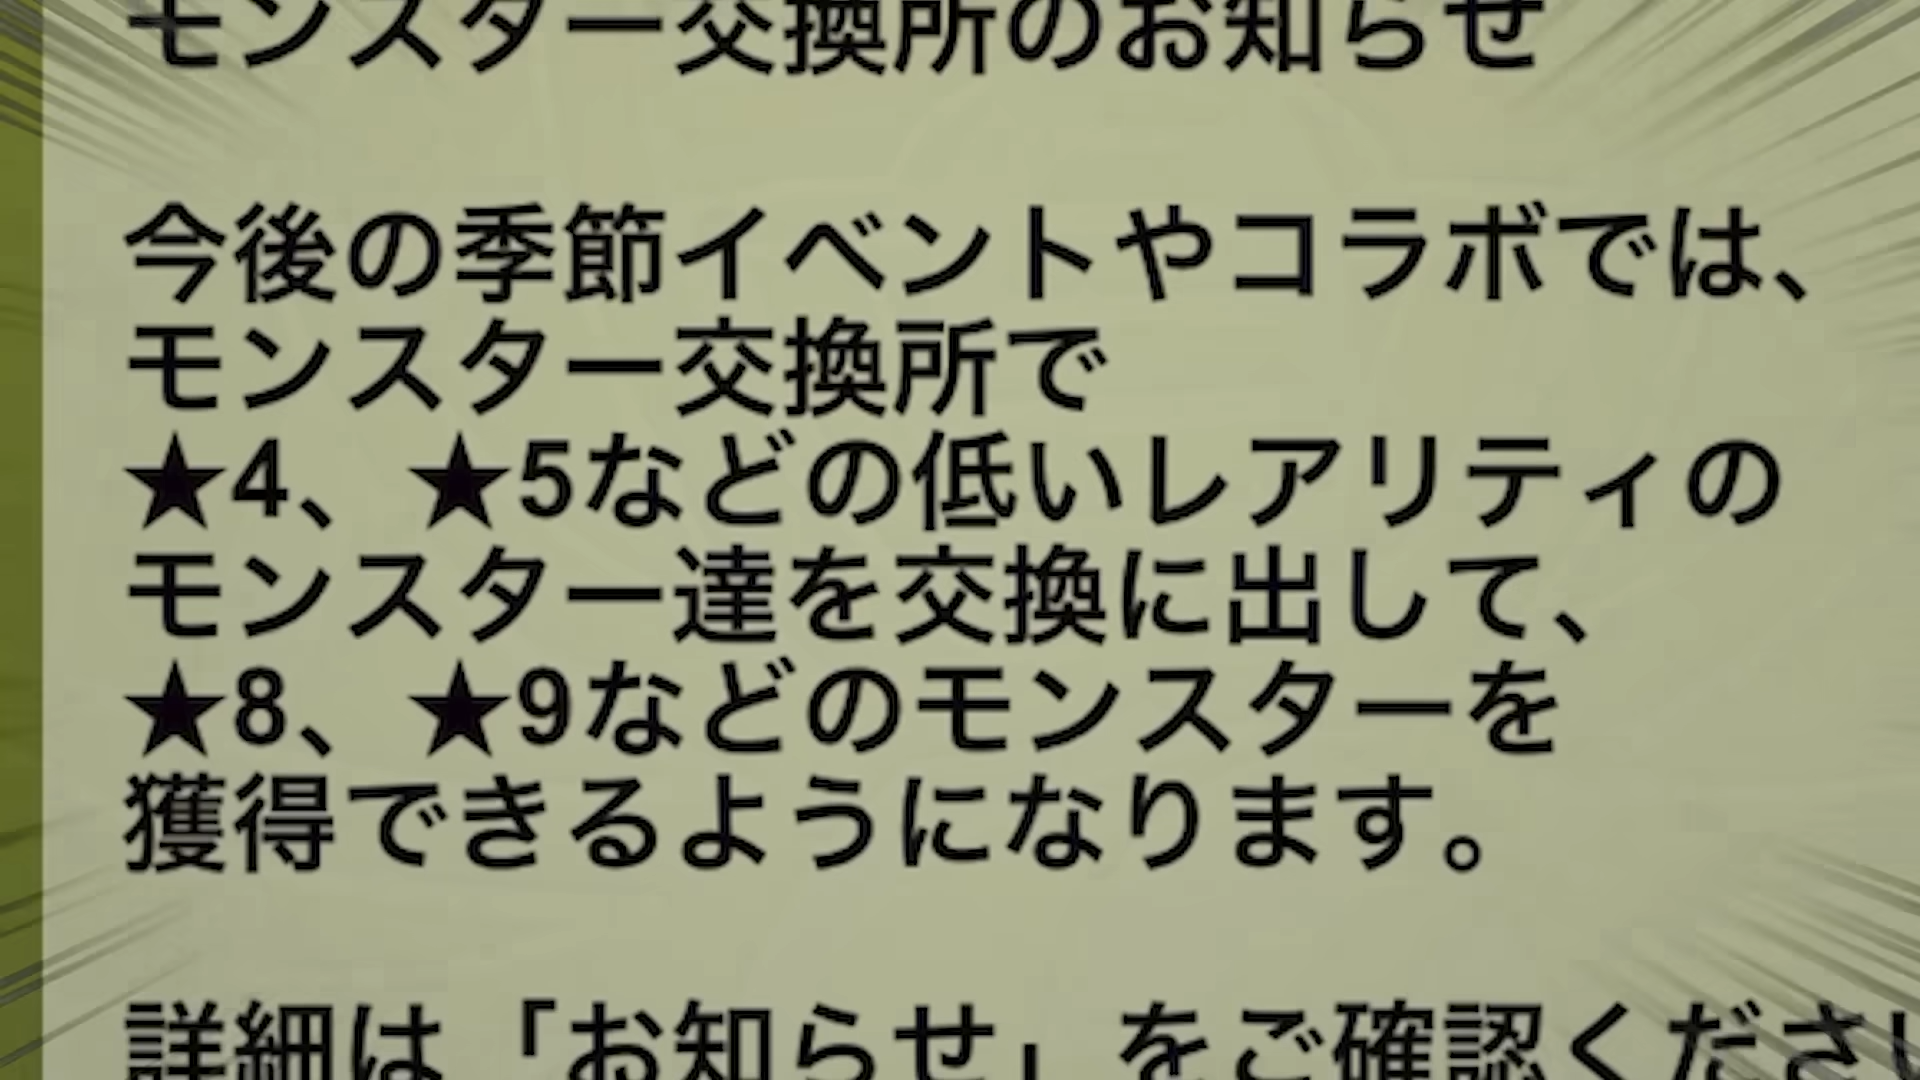 モンスター交換所のお知らせ
今後の季節イベントやコラボでは、
モンスター交換所で
★4、★5などの低いレアリティの
モンスター達を交換に出して、
★8、★9などのモンスターを
獲得できるようになります。
詳細は「お知らせ」をご確認ください